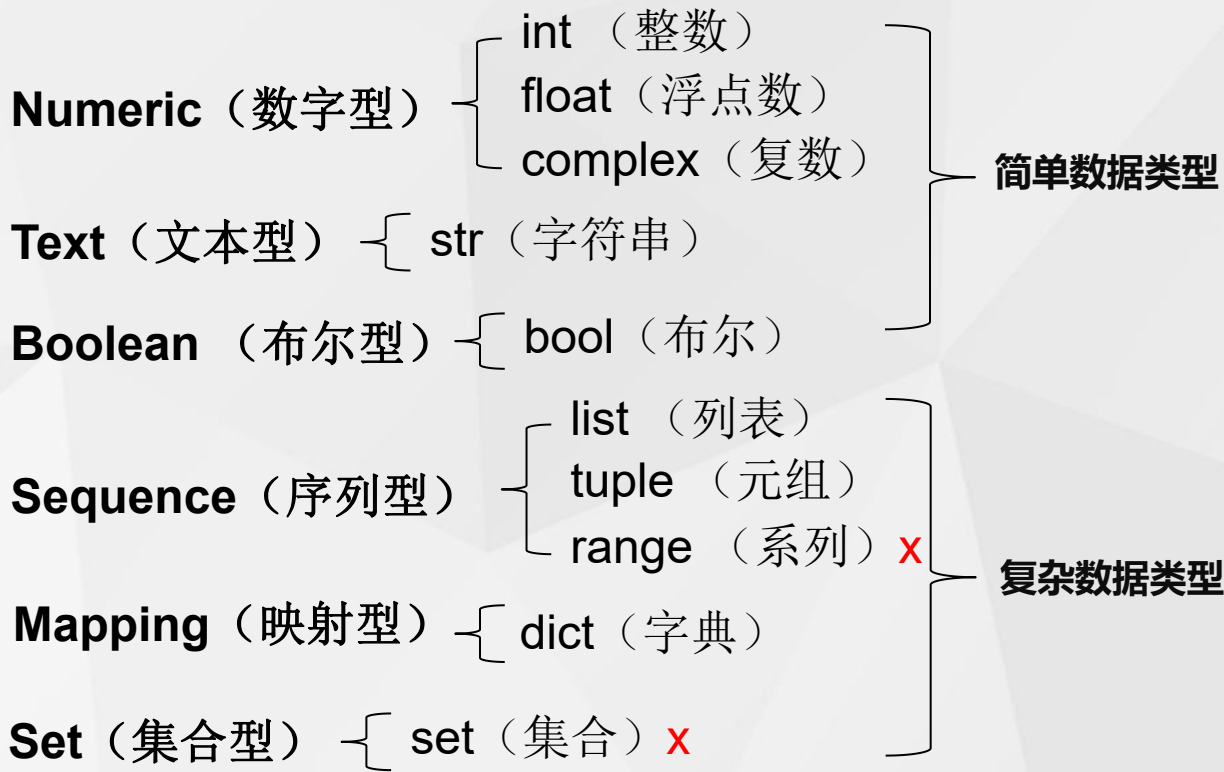 int （整数）
Numeric（数字型） float（浮点数）
complex（复数）
简单数据类型
Text（文本型） str（字符串）
Boolean （布尔型） bool（布尔）
list （列表）
Sequence（序列型） tuple （元组）
range （系列）x
复杂数据类型
Mapping（映射型） dict（字典）
Set（集合型） set（集合）x